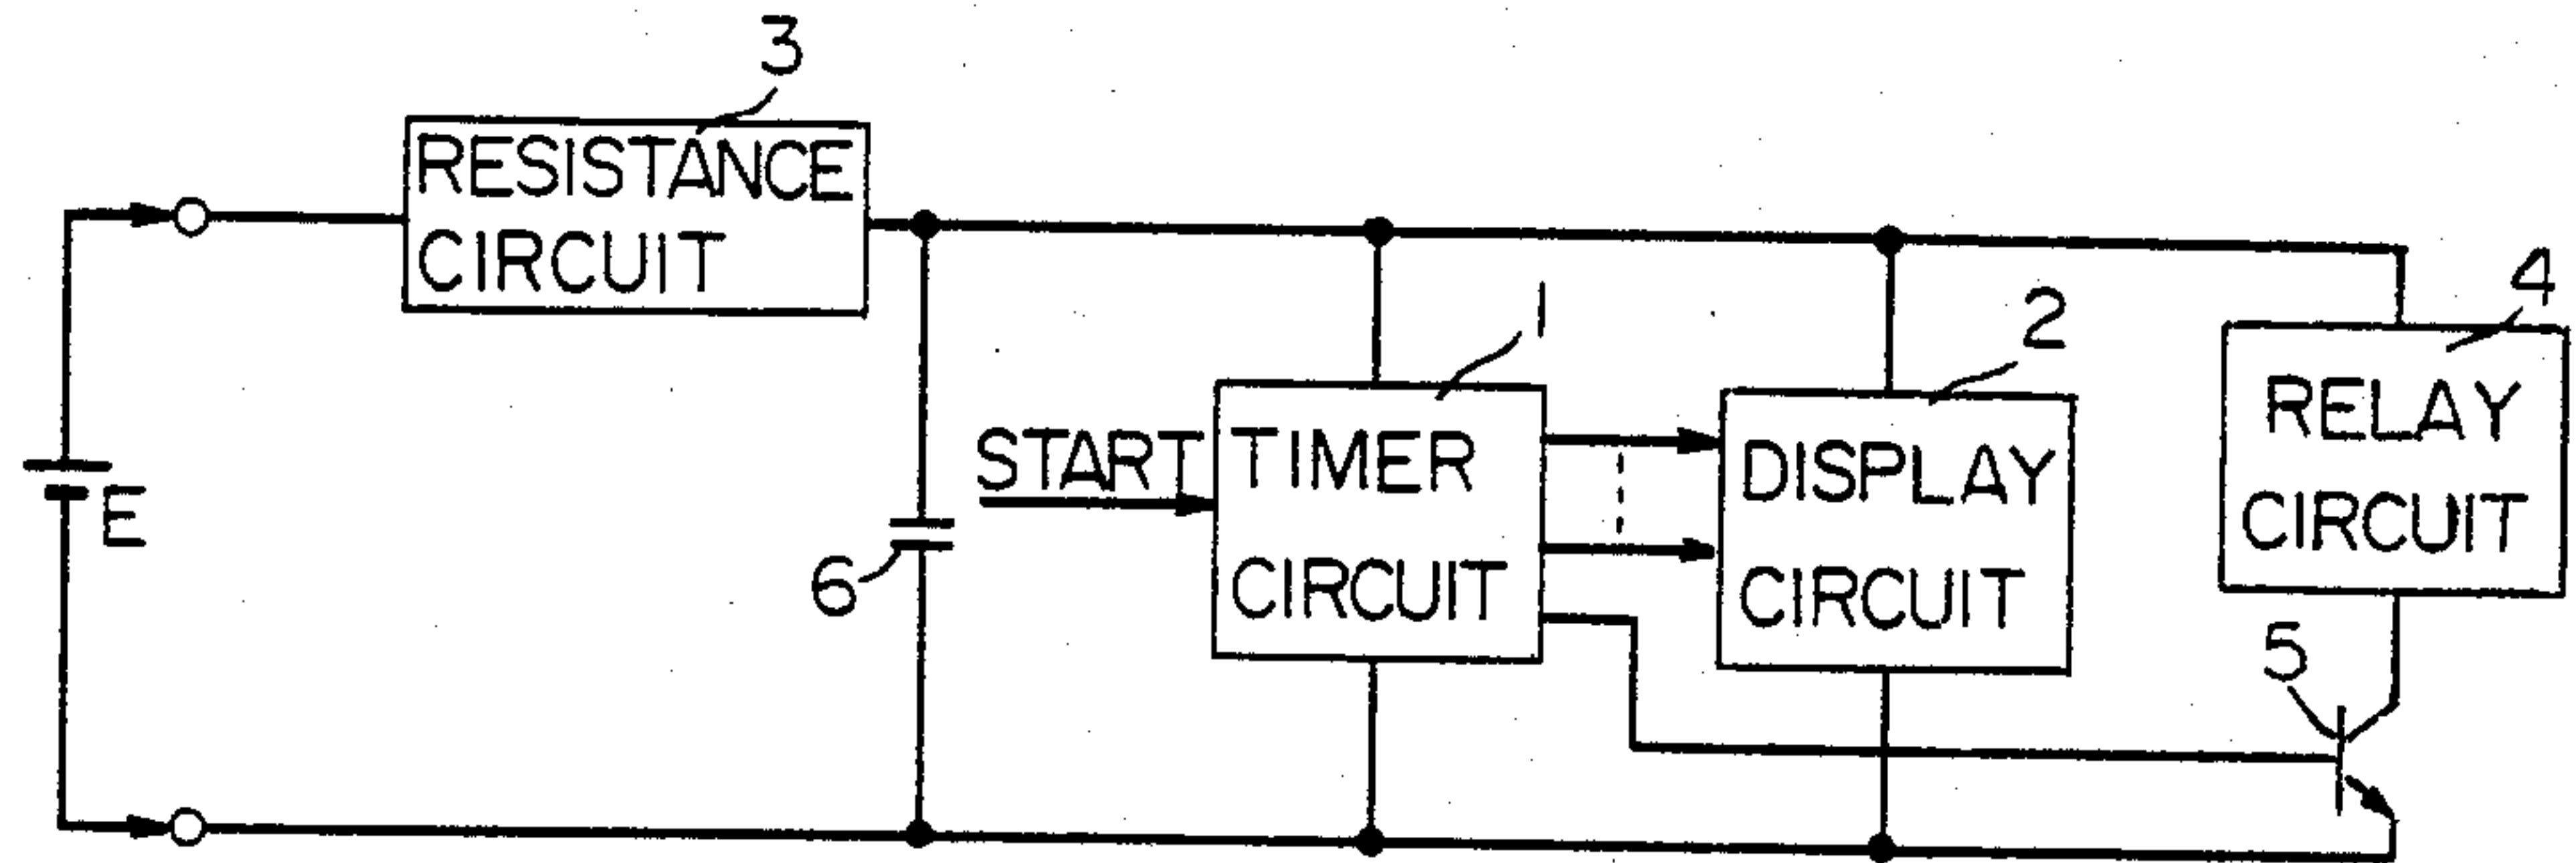 3
RESISTANCE
CIRCUIT
E
6
START
1
TIMER
CIRCUIT
2
DISPLAY
CIRCUIT
4
RELAY
CIRCUIT
5